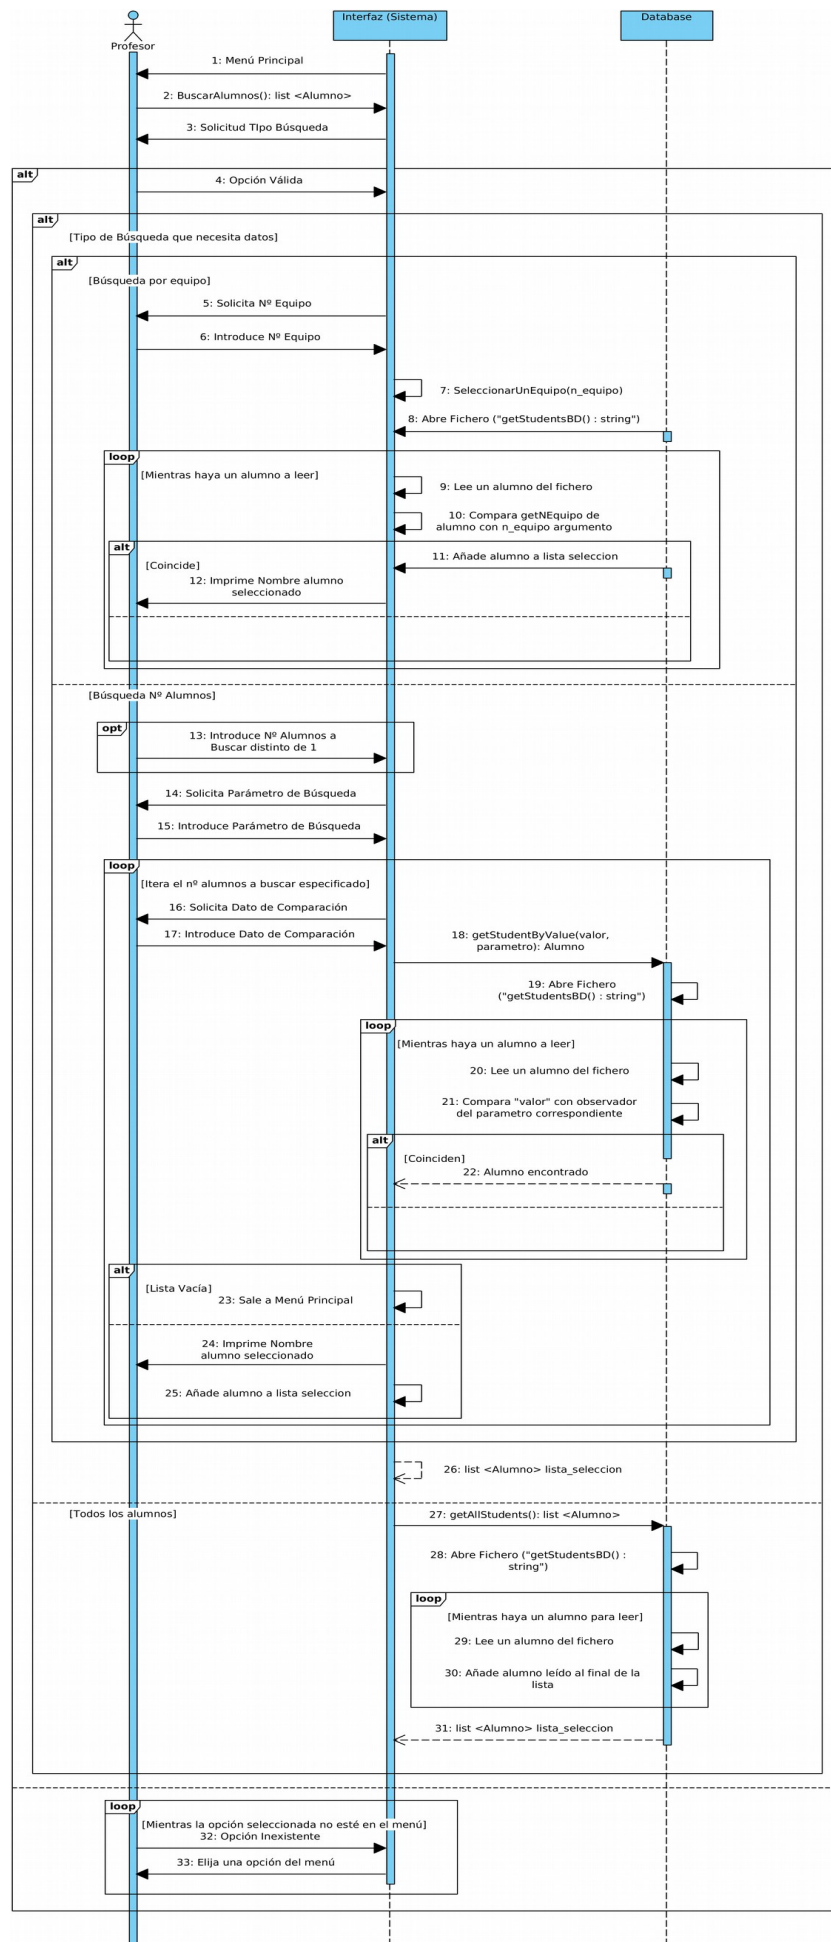 Interfaz (Sistema)
Database
Profesor
1: Menú Principal
2: BuscarAlumnos(): list <Alumno>
3: Solicitud TIpo Búsqueda
alt
4: Opción Válida
alt
[Tipo de Búsqueda que necesita datos]
alt
[Búsqueda por equipo]
5: Solicita Nº Equipo
6: Introduce Nº Equipo
7: SeleccionarUnEquipo(n_equipo)
8: Abre Fichero ("getStudentsBD() : string")
loop
[Mientras haya un alumno a leer]
9: Lee un alumno del fichero
10: Compara getNEquipo de
alumno con n_equipo argumento
alt
11: Añade alumno a lista seleccion
[Coincide]
12: Imprime Nombre alumno
seleccionado
[Búsqueda Nº Alumnos]
opt
13: Introduce Nº Alumnos a
Buscar distinto de 1
14: Solicita Parámetro de Búsqueda
15: Introduce Parámetro de Búsqueda
loop
[Itera el nº alumnos a buscar especificado]
16: Solicita Dato de Comparación
17: Introduce Dato de Comparación
18: getStudentByValue(valor,
parametro): Alumno
19: Abre Fichero
("getStudentsBD() : string")
loop
[Mientras haya un alumno a leer]
20: Lee un alumno del fichero
21: Compara "valor" con observador
del parametro correspondiente
alt
[Coinciden]
22: Alumno encontrado
alt
[Lista Vacía]
23: Sale a Menú Principal
24: Imprime Nombre
alumno seleccionado
25: Añade alumno a lista seleccion
26: list <Alumno> lista_seleccion
[Todos los alumnos]
27: getAllStudents(): list <Alumno>
28: Abre Fichero ("getStudentsBD() :
string")
loop
[Mientras haya un alumno para leer]
29: Lee un alumno del fichero
30: Añade alumno leído al final de la
lista
31: list <Alumno> lista_seleccion
loop
[Mientras la opción seleccionada no esté en el menú]
32: Opción Inexistente
33: Elija una opción del menú